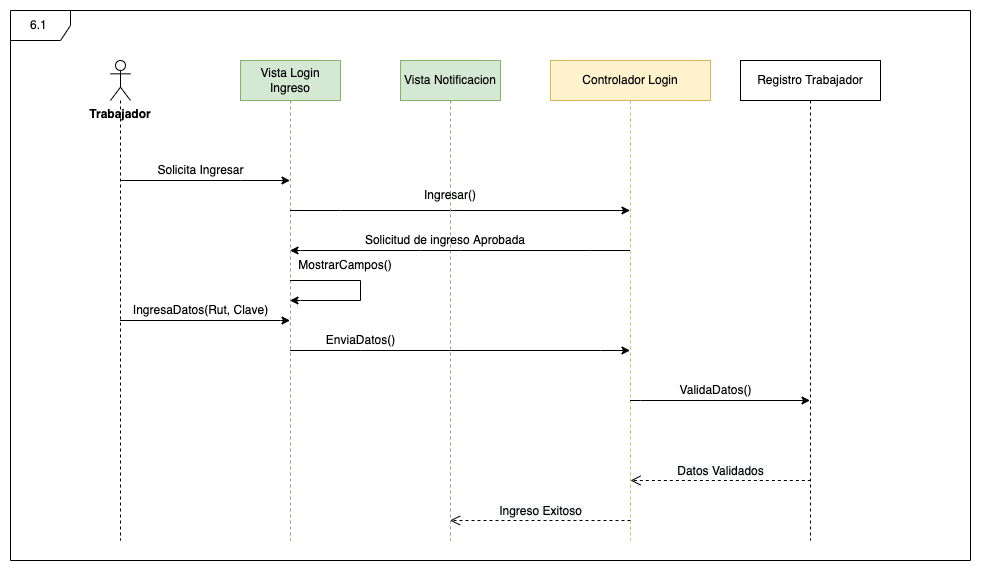 6.1
Vista Login
Ingreso
Vista Notificacion
Controlador Login
Registro Trabajador
Trabajador
Solicita Ingresar
Ingresar()
Solicitud de ingreso Aprobada
MostrarCampos()
IngresaDatos(Rut, Clave)
EnviaDatos()
ValidaDatos()
Datos Validados
Ingreso Exitoso